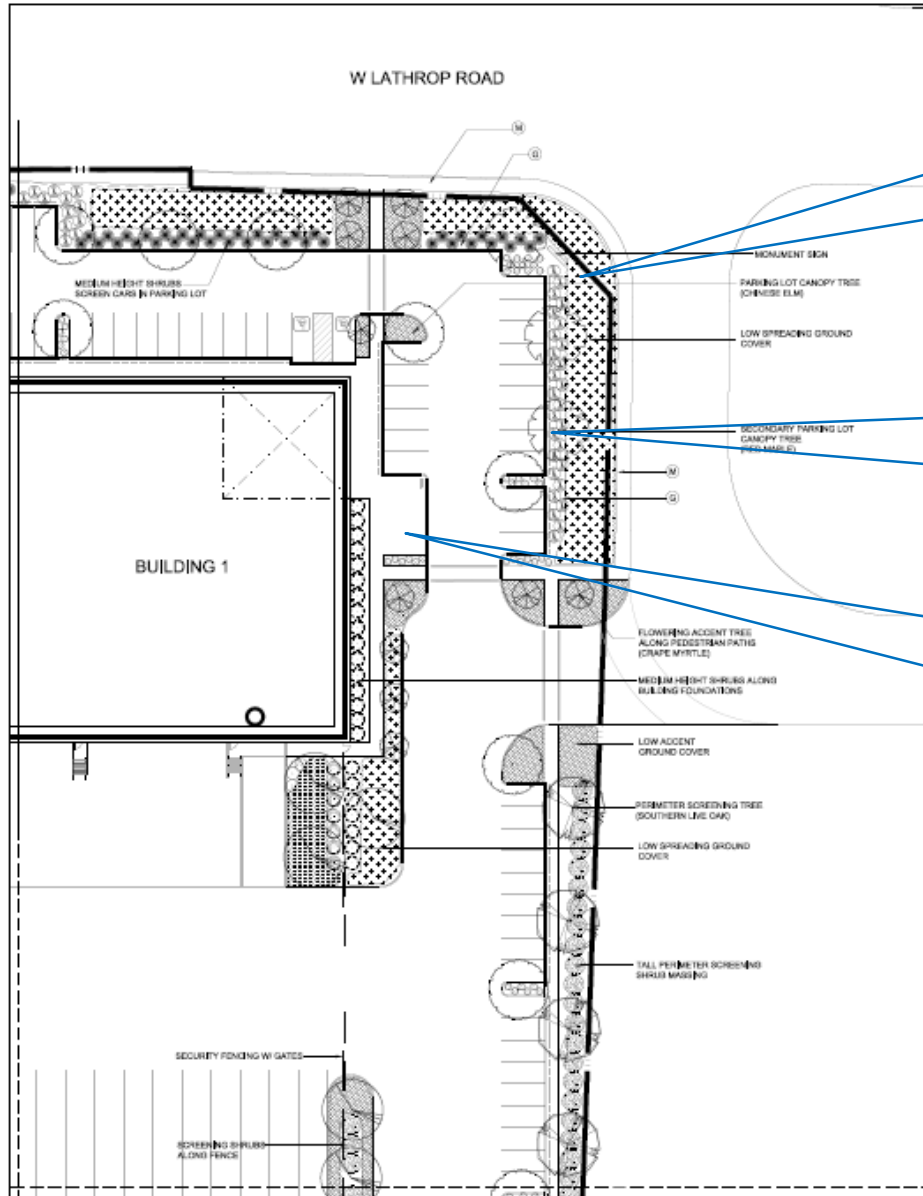 W LATHROP ROAD
M
G
MONUMENT SIGN
MEDIUM HEIGHT SHRUBS
SCREEN CARS IN PARKING LOT
PARKING LOT CANOPY TREE
(CHINESE ELM)
LOW SPREADING GROUND
COVER
SECONDARY PARKING LOT
CANOPY TREE
(RED MAPLE)
M
G
BUILDING 1
FLOWERING ACCENT TREE
ALONG PEDESTRIAN PATHS
(CRAPE MYRTLE)
MEDIUM HEIGHT SHRUBS ALONG
BUILDING FOUNDATIONS
LOW ACCENT
GROUND COVER
PERIMETER SCREENING TREE
(SOUTHERN LIVE OAK)
LOW SPREADING GROUND
COVER
TALL PERIMETER SCREENING
SHRUB MASSING
SECURITY FENCING W/ GATES
SCREENING SHRUBS
ALONG FENCE